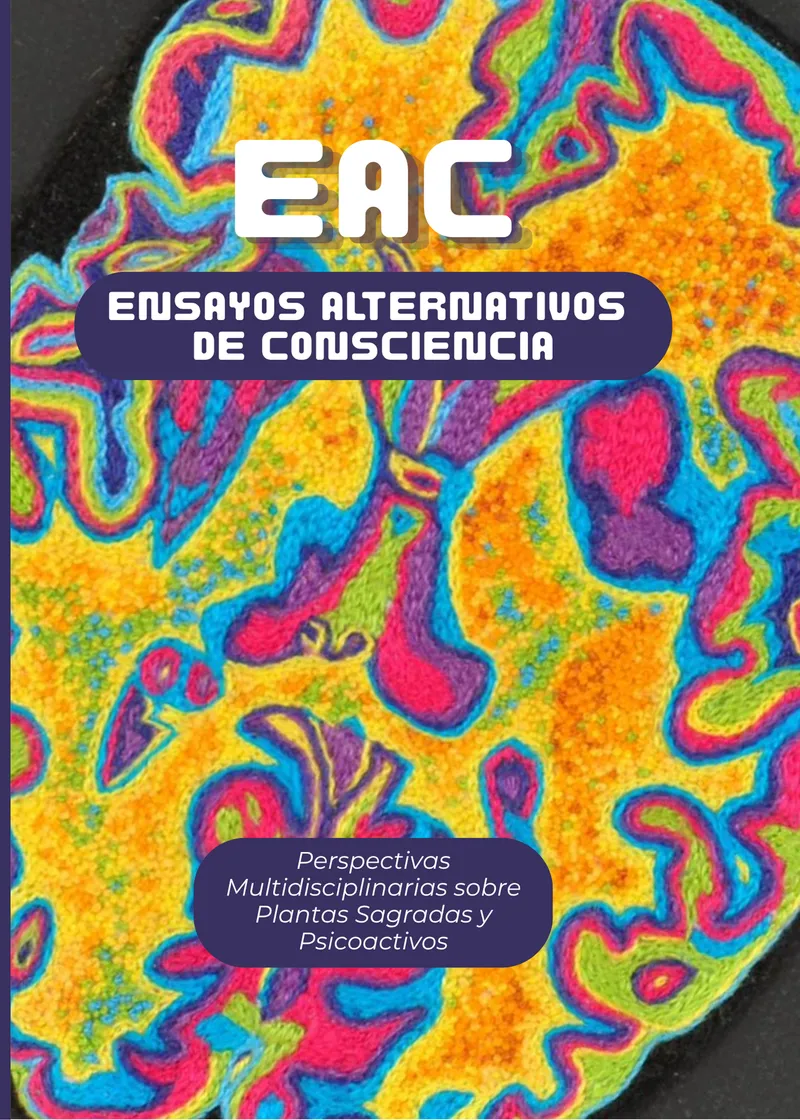 EAC
ENSAYOS ALTERNATIVOS
DE CONSCIENCIA
Perspectivas
Multidisciplinarias sobre
Plantas Sagradas y
Psicoactivos